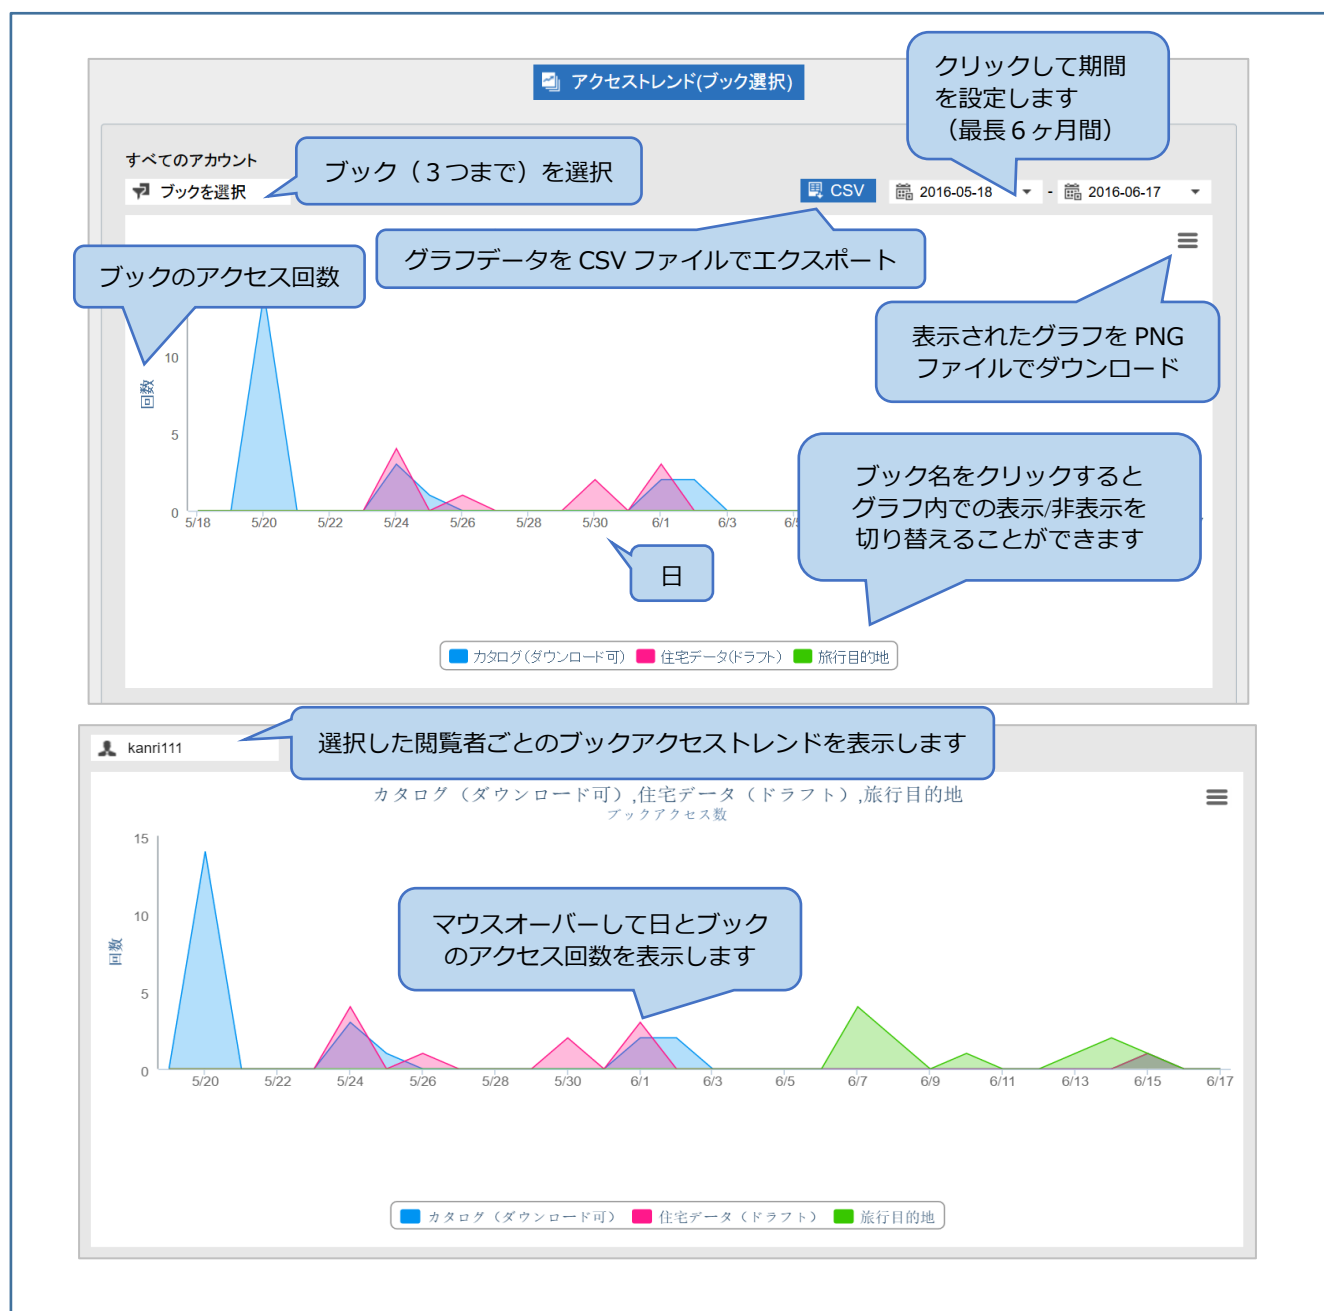 アクセストレンド(ブック選択)
クリックして期間
を設定します
（最長６ヶ月間）
すべてのアカウント
ブックを選択
ブック（３つまで）を選択
CSV
2016-05-18
-
2016-06-17
グラフデータを CSV ファイルでエクスポート
ブックのアクセス回数
表示されたグラフを PNG
ファイルでダウンロード
10
5
0
回数
5/18
5/20
5/22
5/24
5/26
5/28
5/30
6/1
6/3
ブック名をクリックすると
グラフ内での表示/非表示を
切り替えることができます
日
カタログ(ダウンロード可)
住宅データ(ドラフト)
旅行目的地
kanri111
選択した閲覧者ごとのブックアクセストレンドを表示します
カタログ（ダウンロード可）,住宅データ（ドラフト）,旅行目的地
ブックアクセス数
15
10
5
0
回数
マウスオーバーして日とブック
のアクセス回数を表示します
5/20
5/22
5/24
5/26
5/28
5/30
6/1
6/3
6/5
6/7
6/9
6/11
6/13
6/15
6/17
カタログ（ダウンロード可）
住宅データ（ドラフト）
旅行目的地